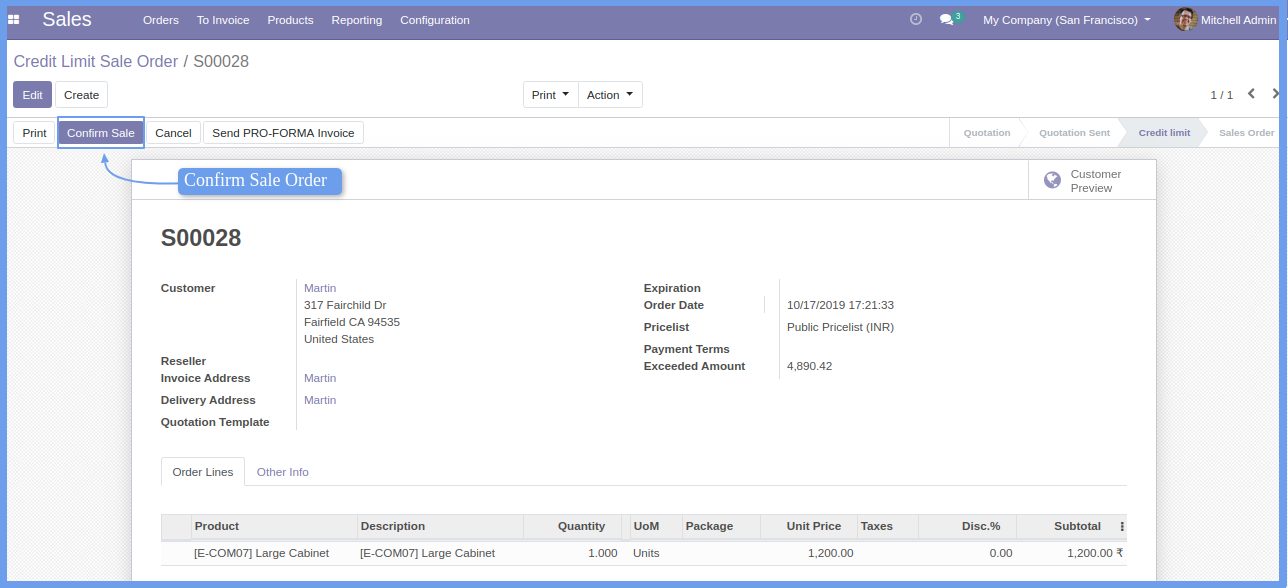 Sales Orders To Invoice Products Reporting Configuration 3 My Company (San Francisco) Mitchell Admin
Credit Limit Sale Order / S00028
Edit Create Print Action 1 / 1
Print Confirm Sale Cancel Send PRO-FORMA Invoice Quotation Quotation Sent Credit limit Sales Order
Confirm Sale Order
Customer
Preview
S00028
Customer Martin
317 Fairchild Dr
Fairfield CA 94535
United States
Reseller
Invoice Address Martin
Delivery Address Martin
Quotation Template
Expiration
Order Date 10/17/2019 17:21:33
Pricelist Public Pricelist (INR)
Payment Terms
Exceeded Amount 4,890.42
Order Lines Other Info
Product Description Quantity UoM Package Unit Price Taxes Disc.% Subtotal
[E-COM07] Large Cabinet [E-COM07] Large Cabinet 1.000 Units 1,200.00 0.00 1,200.00 ₹